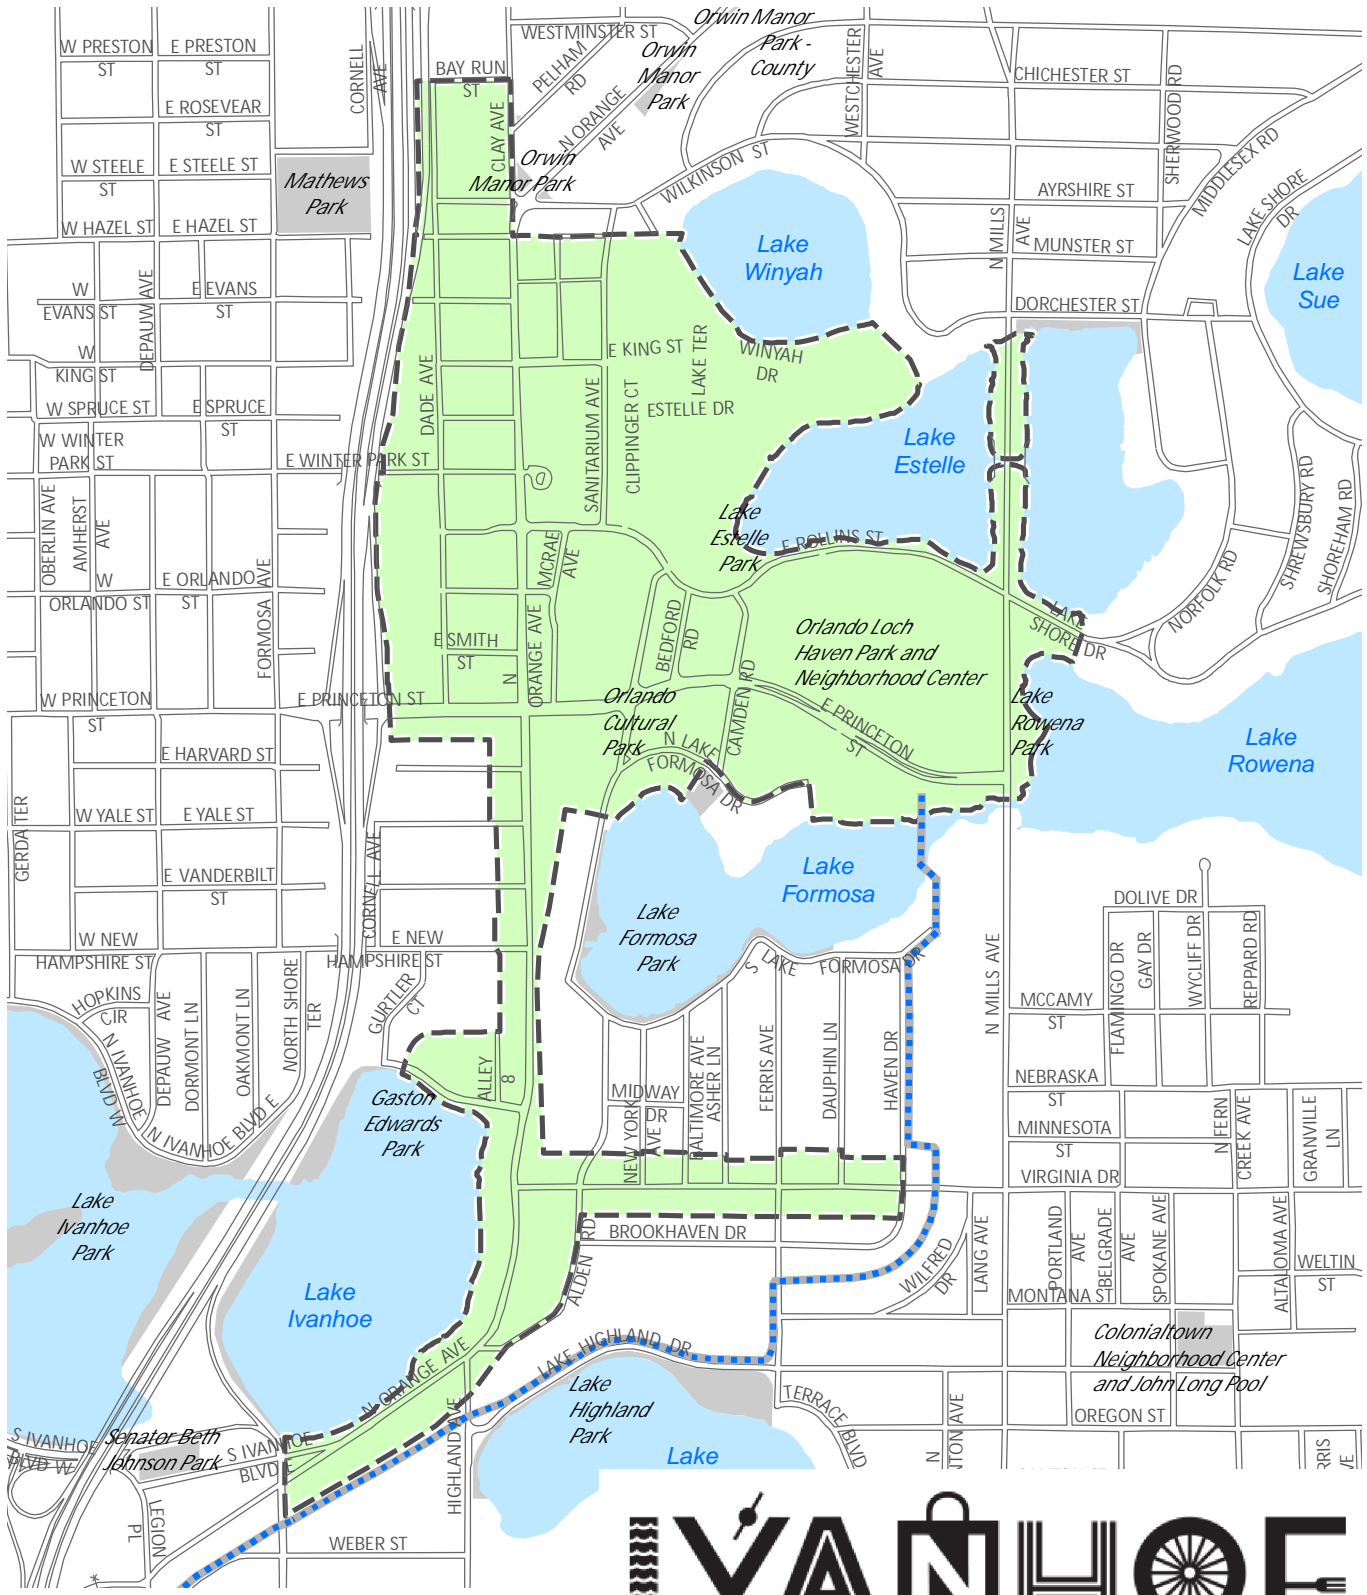 WESTMINSTER ST
Orwin Manor
Park -
County
W PRESTON
ST
E PRESTON
ST
CORNELL
AVE
BAY RUN
ST
PELHAM
RD
Orwin
Manor
Park
WESTCHESTER
AVE
CHICHESTER ST
SHERWOOD RD
E ROSEVEAR
ST
CLAY AVE
N ORANGE
AVE
MIDDLESEX RD
W STEELE
ST
E STEELE ST
Mathews
Park
Orwin
Manor Park
WILKINSON ST
AYRSHIRE ST
LAKE SHORE
DR
W HAZEL ST
E HAZEL ST
Lake
Winyah
N MILLS
AVE
MUNSTER ST
Lake
Sue
W
EVANS ST
DEPAUW AVE
E EVANS
ST
DORCHESTER ST
W
KING ST
E KING ST
LAKE TER
WINYAH
DR
DADE AVE
SANITARIUM AVE
CLIPPINGER CT
ESTELLE DR
W SPRUCE ST
E SPRUCE
ST
W WINTER
PARK ST
E WINTER PARK ST
Lake
Estelle
OBERLIN AVE
AMHERST
AVE
Lake
Estelle
Park
E ROLLINS ST
SHREWSBURY RD
SHOREHAM RD
W
ORLANDO ST
E ORLANDO
ST
FORMOSA AVE
MCRAE
AVE
NORFOLK RD
LAKE
SHORE DR
E SMITH
ST
N
ORANGE AVE
BEDFORD
RD
Orlando Loch
Haven Park and
Neighborhood Center
W PRINCETON
ST
E PRINCETON ST
Orlando
Cultural
Park
CAMDEN RD
E PRINCETON
ST
Lake
Rowena
Park
Lake
Rowena
E HARVARD ST
N LAKE
FORMOSA DR
GERDA TER
W YALE ST
E YALE ST
E VANDERBILT
ST
CORNELL AVE
Lake
Formosa
Lake
Formosa
Park
DOLIVE DR
W NEW
HAMPSHIRE ST
E NEW
HAMPSHIRE ST
S LAKE
FORMOSA DR
N MILLS AVE
FLAMINGO DR
GAY DR
WYCLIFF DR
REPPARD RD
HOPKINS
CIR
DEPAUW AVE
DORMONT LN
OAKMONT LN
NORTH SHORE
TER
GURTLER
CT
MCCAMY
ST
N IVANHOE
BLVD W
N IVANHOE BLVD E
Gaston
Edwards
Park
ALLEY
8
MIDWAY
DR
NEW YORK
AVE
BALTIMORE AVE
ASHER LN
FERRIS AVE
DAUPHIN LN
HAVEN DR
NEBRASKA
ST
MINNESOTA
ST
N FERN
CREEK AVE
GRANVILLE
LN
VIRGINIA DR
Lake
Ivanhoe
Park
BROOKHAVEN DR
ALDEN RD
WILFRED
DR
LANG AVE
PORTLAND
AVE
BELGRADE
AVE
SPOKANE AVE
ALTALOMA AVE
WELTIN
ST
Lake
Ivanhoe
MONTANA ST
LAKE HIGHLAND DR
N ORANGE AVE
Colonialtown
Neighborhood Center
and John Long Pool
Lake
Highland
Park
TERRACE
BLVD
OREGON ST
S IVANHOE
BLVD W
Senator Beth
Johnson Park
S IVANHOE
BLVD E
HIGHLAND AVE
Lake
N
NTON AVE
RRIS
VE
LEGION
PL
WEBER ST
IVANHOE